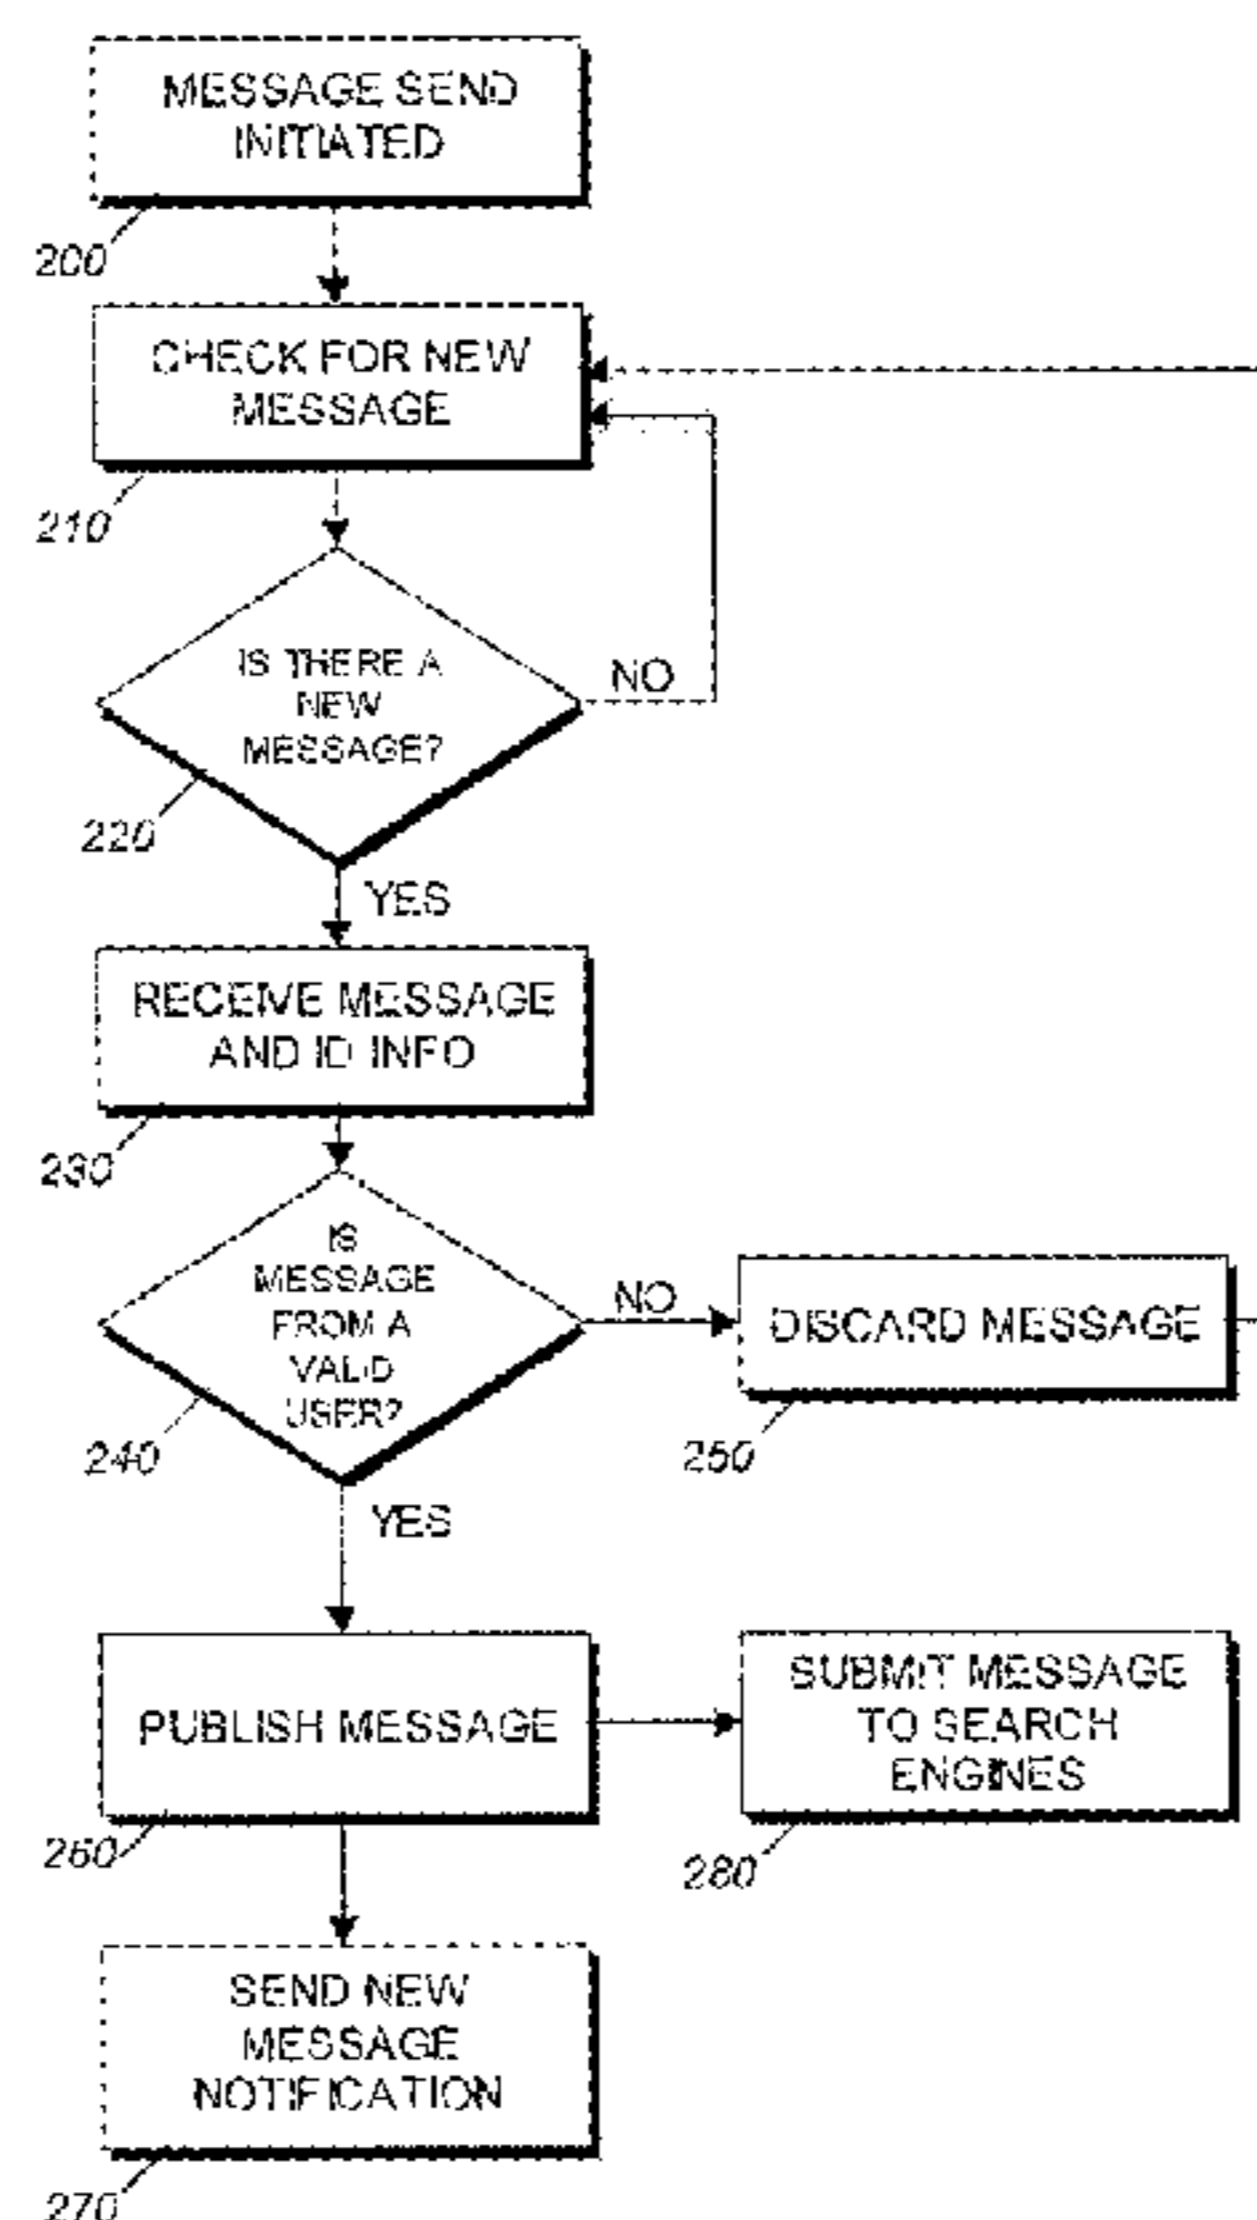 MESSAGE SEND
INITIATED
200
CHECK FOR NEW
MESSAGE
210
IS THERE A
NEW
MESSAGE?
NO
220
YES
RECEIVE MESSAGE
AND ID INFO
230
IS
MESSAGE
FROM A
VALID
USER?
NO
DISCARD MESSAGE
240
250
YES
PUBLISH MESSAGE
SUBMIT MESSAGE
TO SEARCH
ENGINES
260
280
SEND NEW
MESSAGE
NOTIFICATION
270